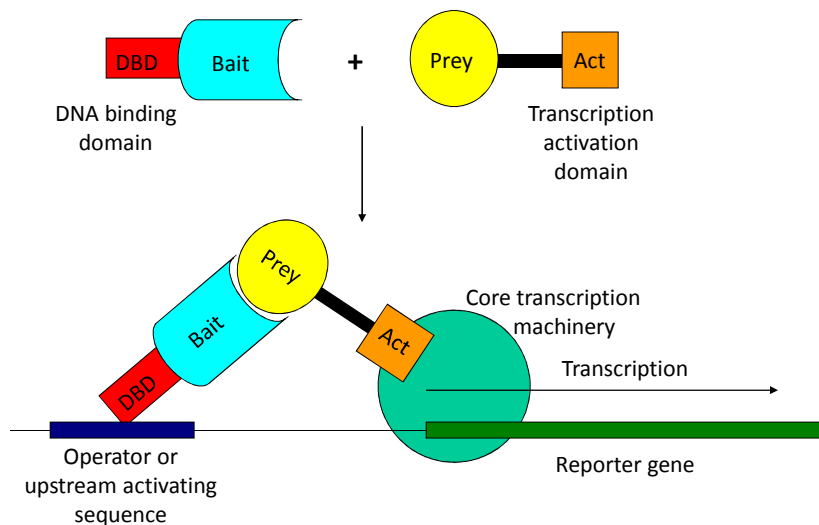 DBD
Bait
+
Prey
Act
DNA binding
domain
Transcription
activation
domain
Prey
Bait
Act
DBD
Core transcription
machinery
Transcription
Operator or
upstream activating
sequence
Reporter gene